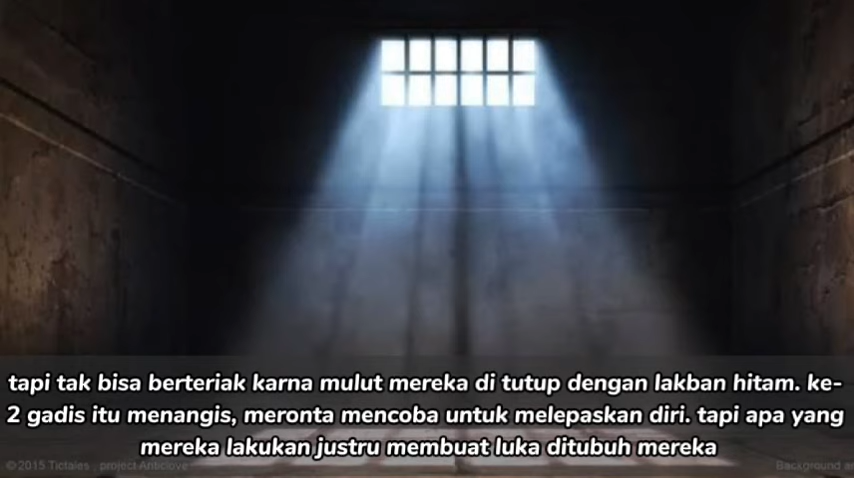 tapi tak bisa berteriak karna mulut mereka di tutup dengan lakban hitam. ke-
2 gadis itu menangis, meronta mencoba untuk melepaskan diri. tapi apa yang
mereka lakukan justru membuat luka ditubuh mereka
©2015 Tictales project Anticlove
Background